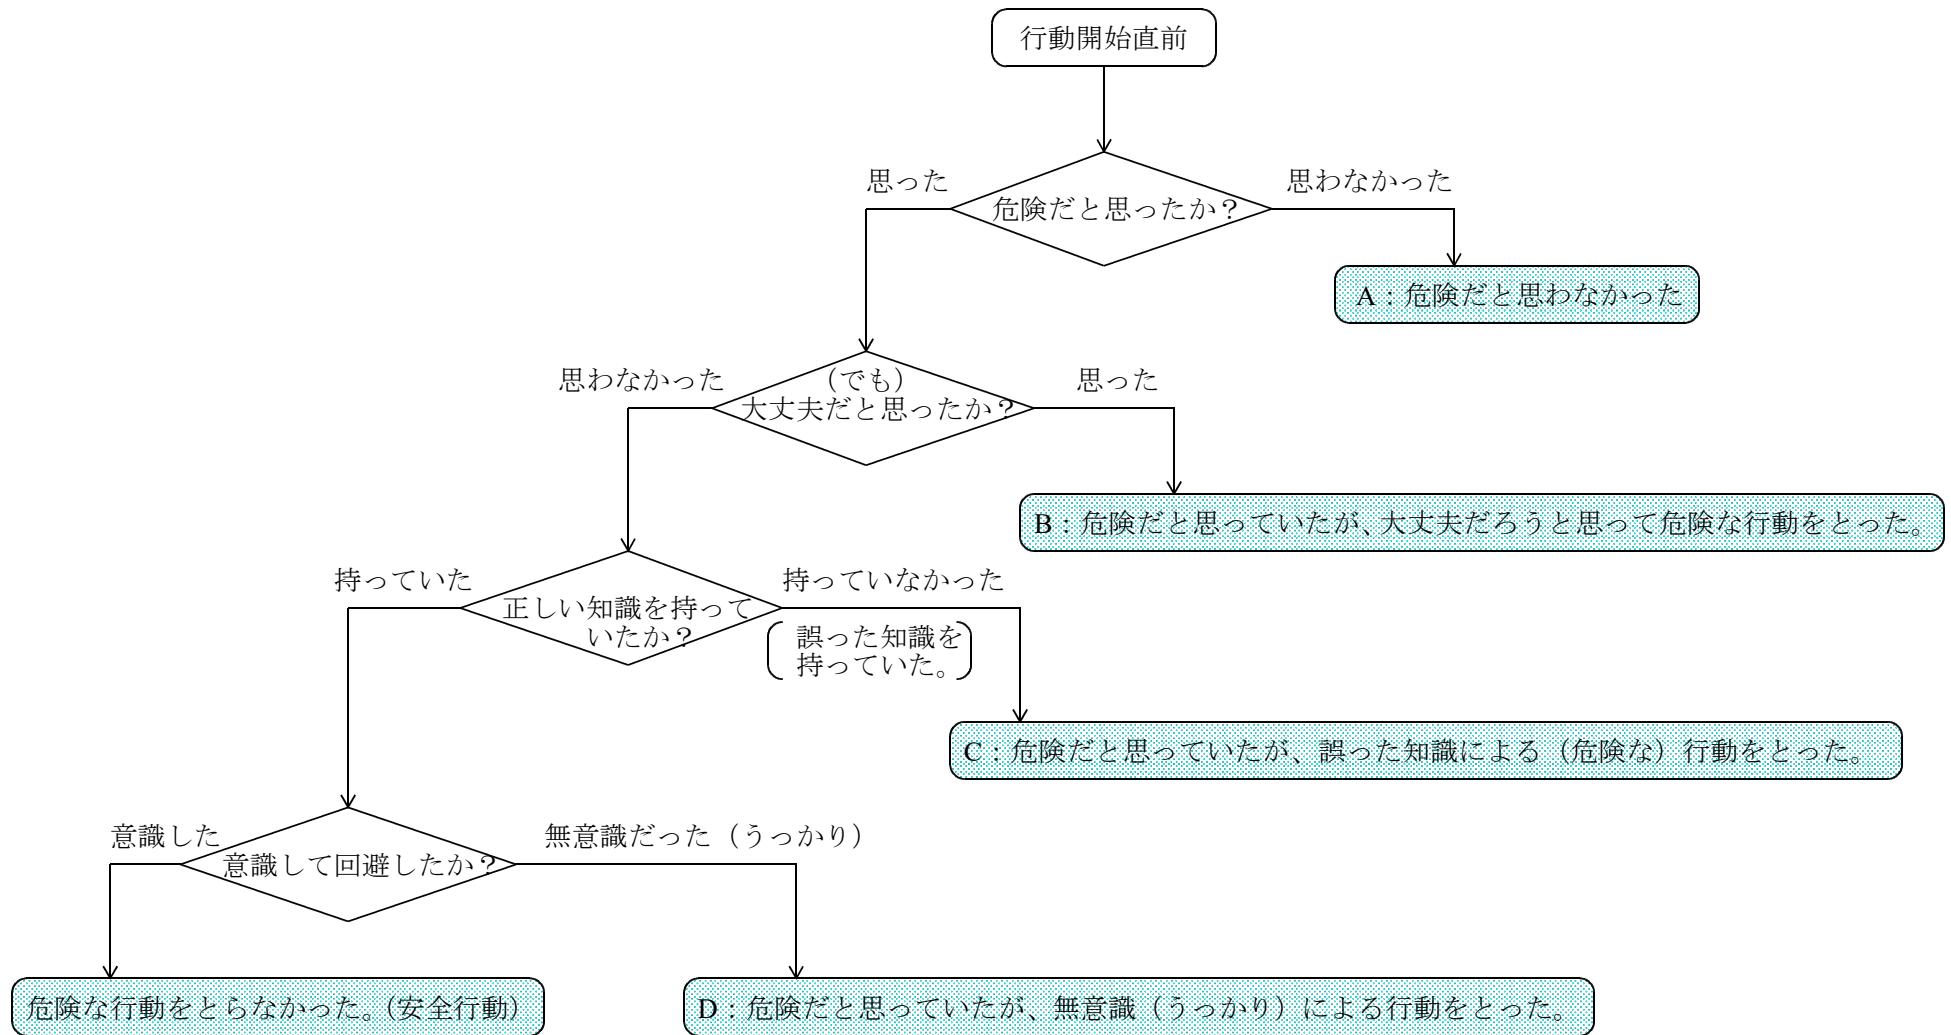 行動開始直前
思った
思わなかった
危険だと思ったか？
A：危険だと思わなかった
思わなかった
（でも）
大丈夫だと思ったか？
思った
B：危険だと思っていたが、大丈夫だろうと思って危険な行動をとった。
持っていた
持っていなかった
正しい知識を持って
いたか？
誤った知識を
持っていた。
C：危険だと思っていたが、誤った知識による（危険な）行動をとった。
意識した
無意識だった（うっかり）
意識して回避したか？
危険な行動をとらなかった。（安全行動）
D：危険だと思っていたが、無意識（うっかり）による行動をとった。